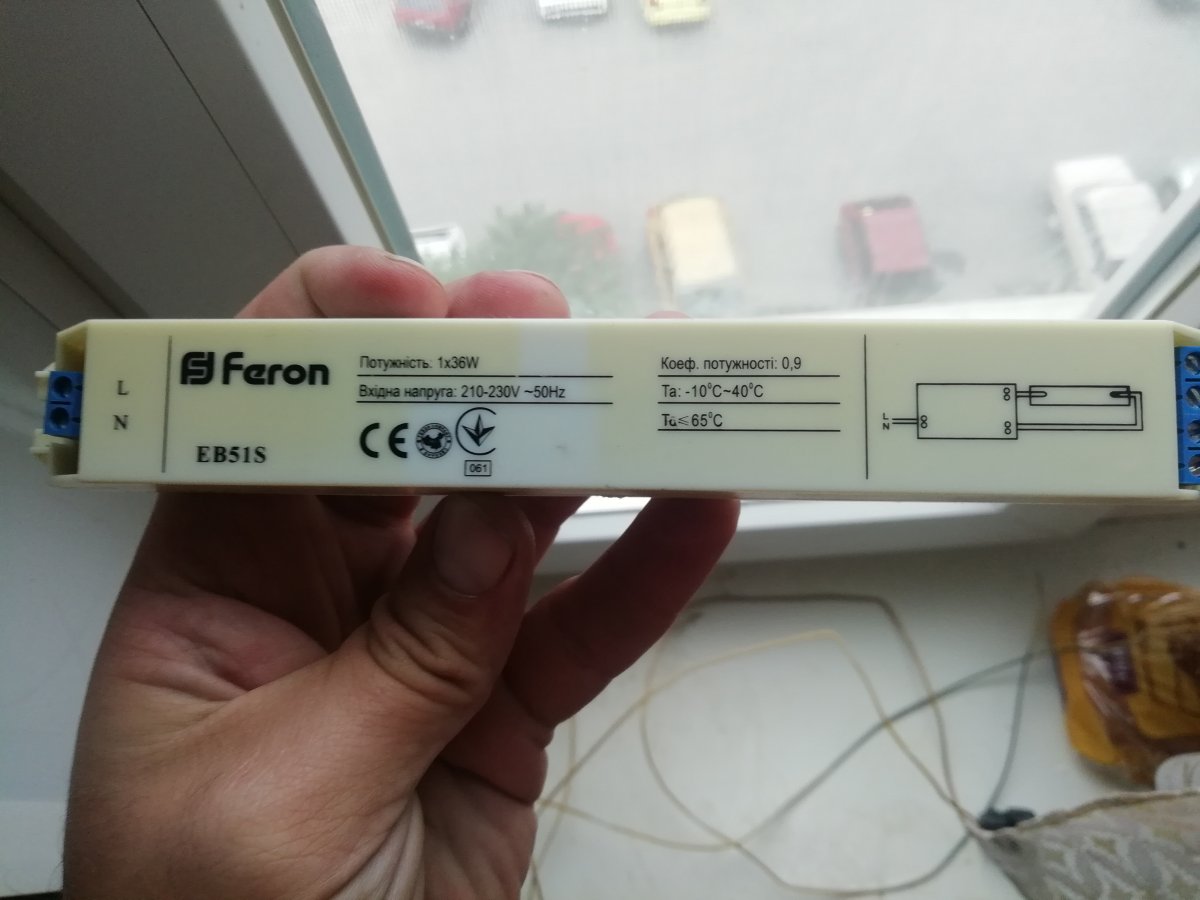 L
N
Feron
EB51S
Потужність: 1x36W
Вхідна напруга: 210-230V ~50Hz
CE
061
Коеф. потужності: 0,9
Ta: -10°C~40°C
Tc≤65°C
L
N